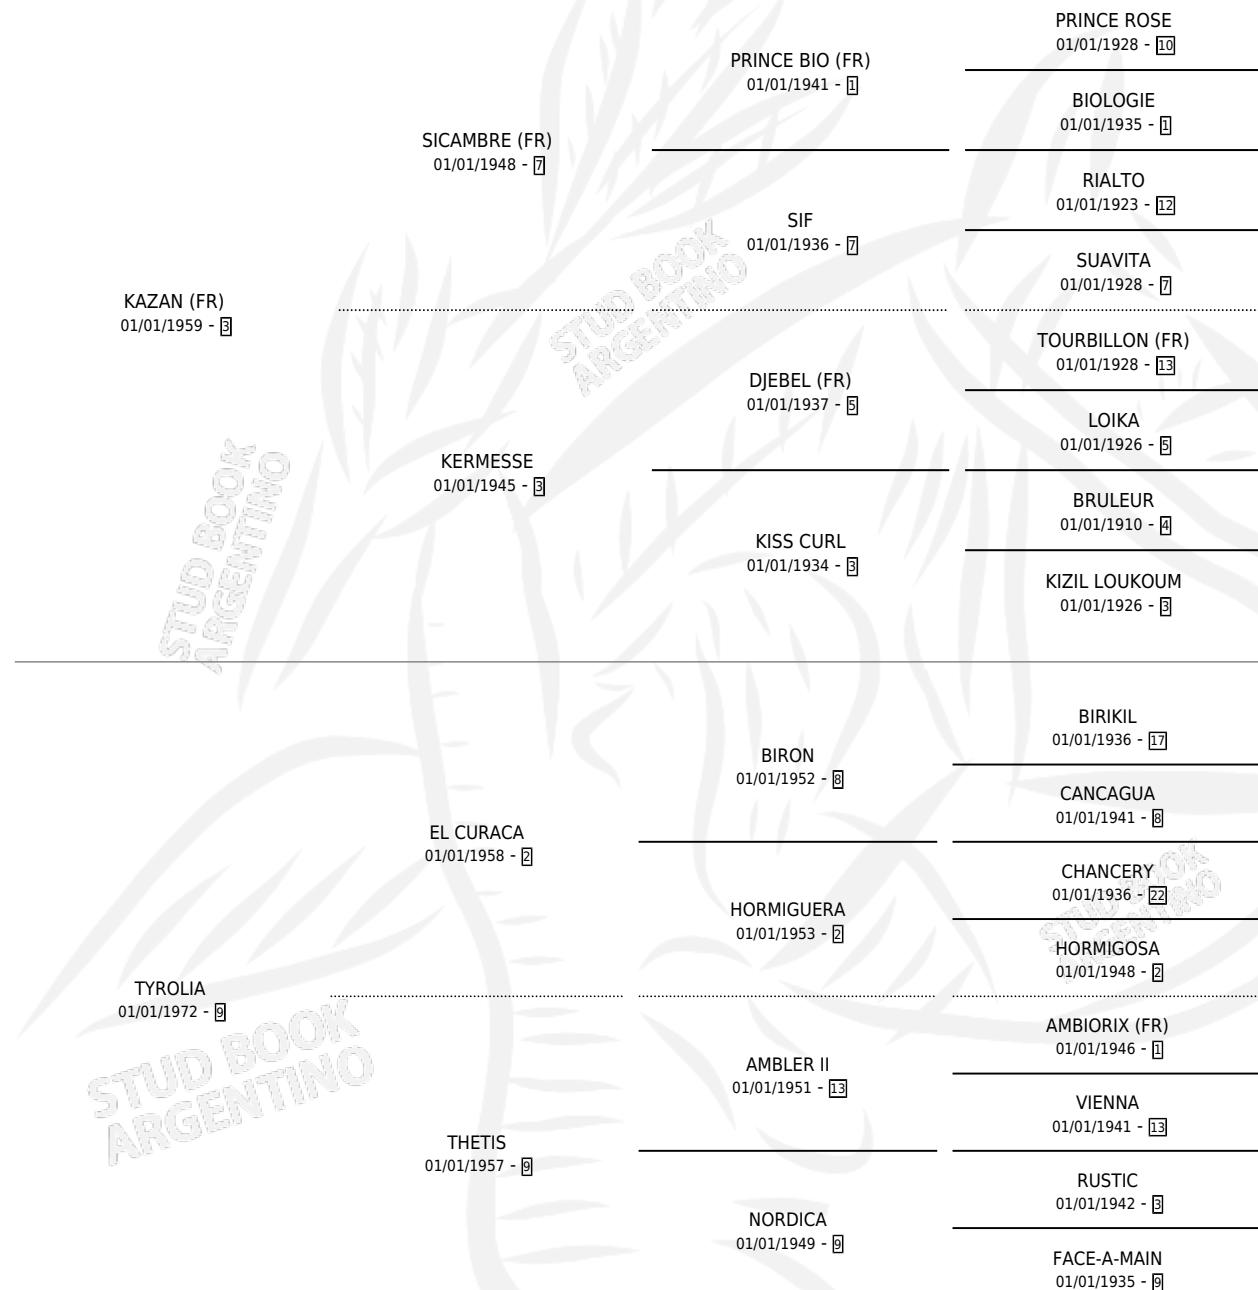 PRINCE ROSE
01/01/1928 - 10
PRINCE BIO (FR)
01/01/1941 - 1
BIOLOGIE
01/01/1935 - 1
SICAMBRE (FR)
01/01/1948 - 7
RIALTO
01/01/1923 - 12
SIF
01/01/1936 - 7
SUAVITA
01/01/1928 - 7
KAZAN (FR)
01/01/1959 - 3
STUD BOOK
ARGENTINO
TOURBILLON (FR)
01/01/1928 - 13
DJEBEL (FR)
01/01/1937 - 5
LOIKA
01/01/1926 - 5
KERMESSE
01/01/1945 - 3
BRULEUR
01/01/1910 - 4
KISS CURL
01/01/1934 - 3
KIZIL LOUKOUM
01/01/1926 - 3
STUD BOOK
ARGENTINO
BIRIKIL
01/01/1936 - 17
BIRON
01/01/1952 - 8
CANCAGUA
01/01/1941 - 8
EL CURACA
01/01/1958 - 2
CHANCERY
01/01/1936 - 22
HORMIGUERA
01/01/1953 - 2
HORMIGOSA
01/01/1948 - 2
STUD BOOK
ARGENTINO
TYROLIA
01/01/1972 - 9
AMBIORIX (FR)
01/01/1946 - 1
AMBLER II
01/01/1951 - 13
VIENNA
01/01/1941 - 13
STUD BOOK
ARGENTINO
THETIS
01/01/1957 - 9
RUSTIC
01/01/1942 - 3
NORDICA
01/01/1949 - 9
FACE-A-MAIN
01/01/1935 - 9